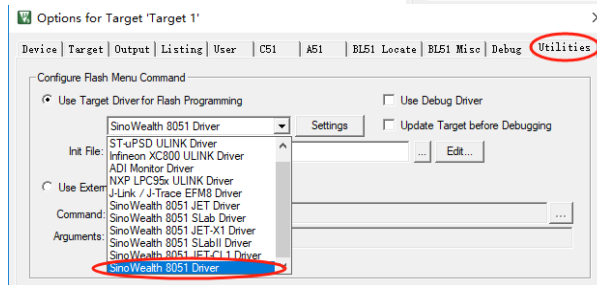 Options for Target 'Target 1'
Device | Target | Output | Listing | User | C51 | A51 | BL51 Locate | BL51 Misc | Debug | Utilities
Configure Flash Menu Command
Use Target Driver for Flash Programming
Use Debug Driver
SinoWealth 8051 Driver
Settings
Update Target before Debugging
ST-uPSD ULINK Driver
Infineon XC800 ULINK Driver
Init File:
... Edit...
ADI Monitor Driver
NXP LPC95x ULINK Driver
Use Extern
J-Link / J-Trace EFM8 Driver
SinoWealth 8051 JET Driver
Command:
SinoWealth 8051 SLab Driver
...
SinoWealth 8051 JET-X1 Driver
Arguments:
SinoWealth 8051 SLabII Driver
SinoWealth 8051 JET-CL1 Driver
SinoWealth 8051 Driver